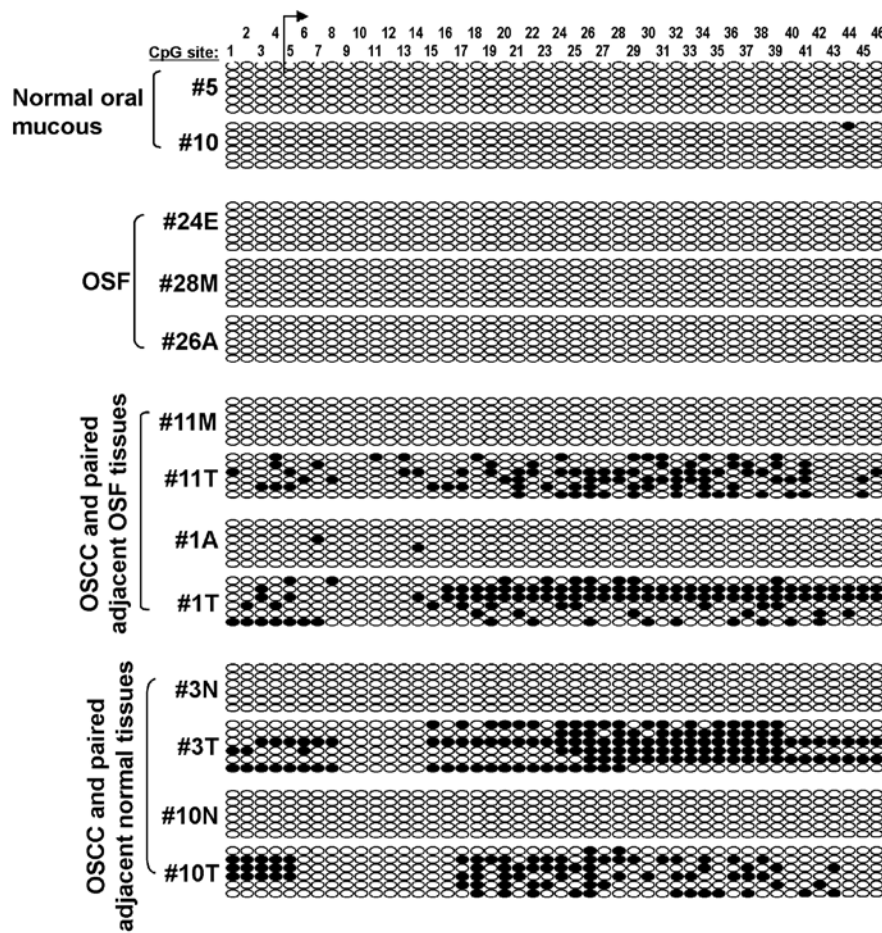 2 4 6 8 10 12 14 16 18 20 22 24 26 28 30 32 34 36 38 40 42 44 46
CpG site: 1 3 5 7 9 11 13 15 17 19 21 23 25 27 29 31 33 35 37 39 41 43 45
Normal oral
mucous
#5
#10
OSF
#24E
#28M
#26A
OSCC and paired
adjacent OSF tissues
#11M
#11T
#1A
#1T
OSCC and paired
adjacent normal tissues
#3N
#3T
#10N
#10T